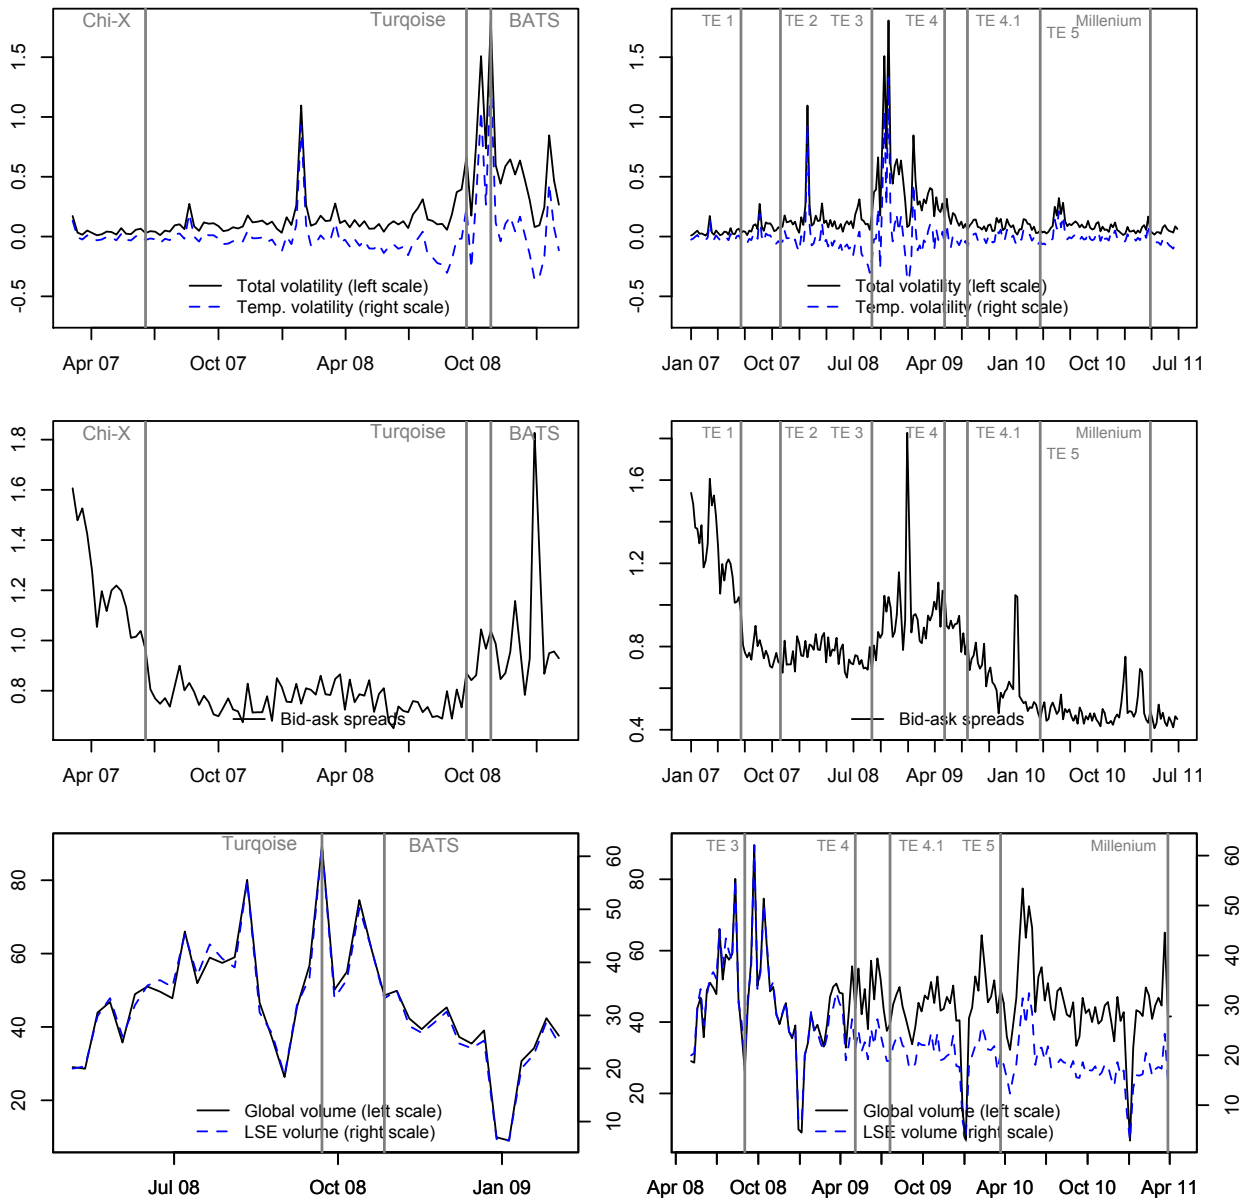 Chi-X Turqoise BATS
1.5
1.0
0.5
0.0
-0.5
Total volatility (left scale)
Temp. volatility (right scale)
Apr 07 Oct 07 Apr 08 Oct 08
TE 1 TE 2 TE 3 TE 4 TE 4.1 Millenium
TE 5
1.5
1.0
0.5
0.0
-0.5
Total volatility (left scale)
Temp. volatility (right scale)
Jan 07 Oct 07 Jul 08 Apr 09 Jan 10 Oct 10 Jul 11
Chi-X Turqoise BATS
1.8
1.6
1.4
1.2
1.0
0.8
Bid-ask spreads
Apr 07 Oct 07 Apr 08 Oct 08
TE 1 TE 2 TE 3 TE 4 TE 4.1 Millenium
TE 5
1.6
1.2
0.8
0.4
Bid-ask spreads
Jan 07 Oct 07 Jul 08 Apr 09 Jan 10 Oct 10 Jul 11
Turqoise BATS
80
60
40
20
60
50
40
30
20
10
Global volume (left scale)
LSE volume (right scale)
Jul 08 Oct 08 Jan 09
TE 3 TE 4 TE 4.1 TE 5 Millenium
80
60
40
20
60
50
40
30
20
10
Global volume (left scale)
LSE volume (right scale)
Apr 08 Oct 08 Apr 09 Oct 09 Apr 10 Oct 10 Apr 11